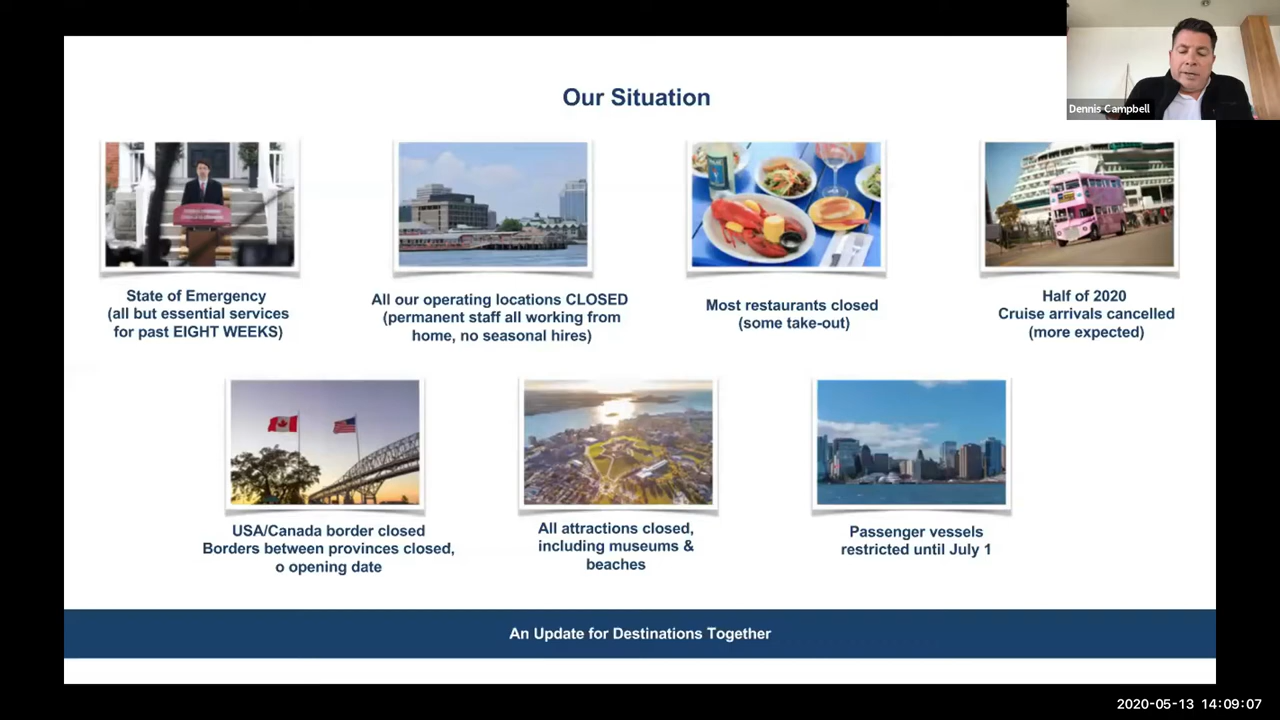 Our Situation
Dennis Campbell
State of Emergency
(all but essential services
for past EIGHT WEEKS)
All our operating locations CLOSED
(permanent staff all working from
home, no seasonal hires)
Most restaurants closed
(some take-out)
Half of 2020
Cruise arrivals cancelled
(more expected)
USA/Canada border closed
Borders between provinces closed,
o opening date
All attractions closed,
including museums &
beaches
Passenger vessels
restricted until July 1
An Update for Destinations Together
2020-05-13 14:09:07